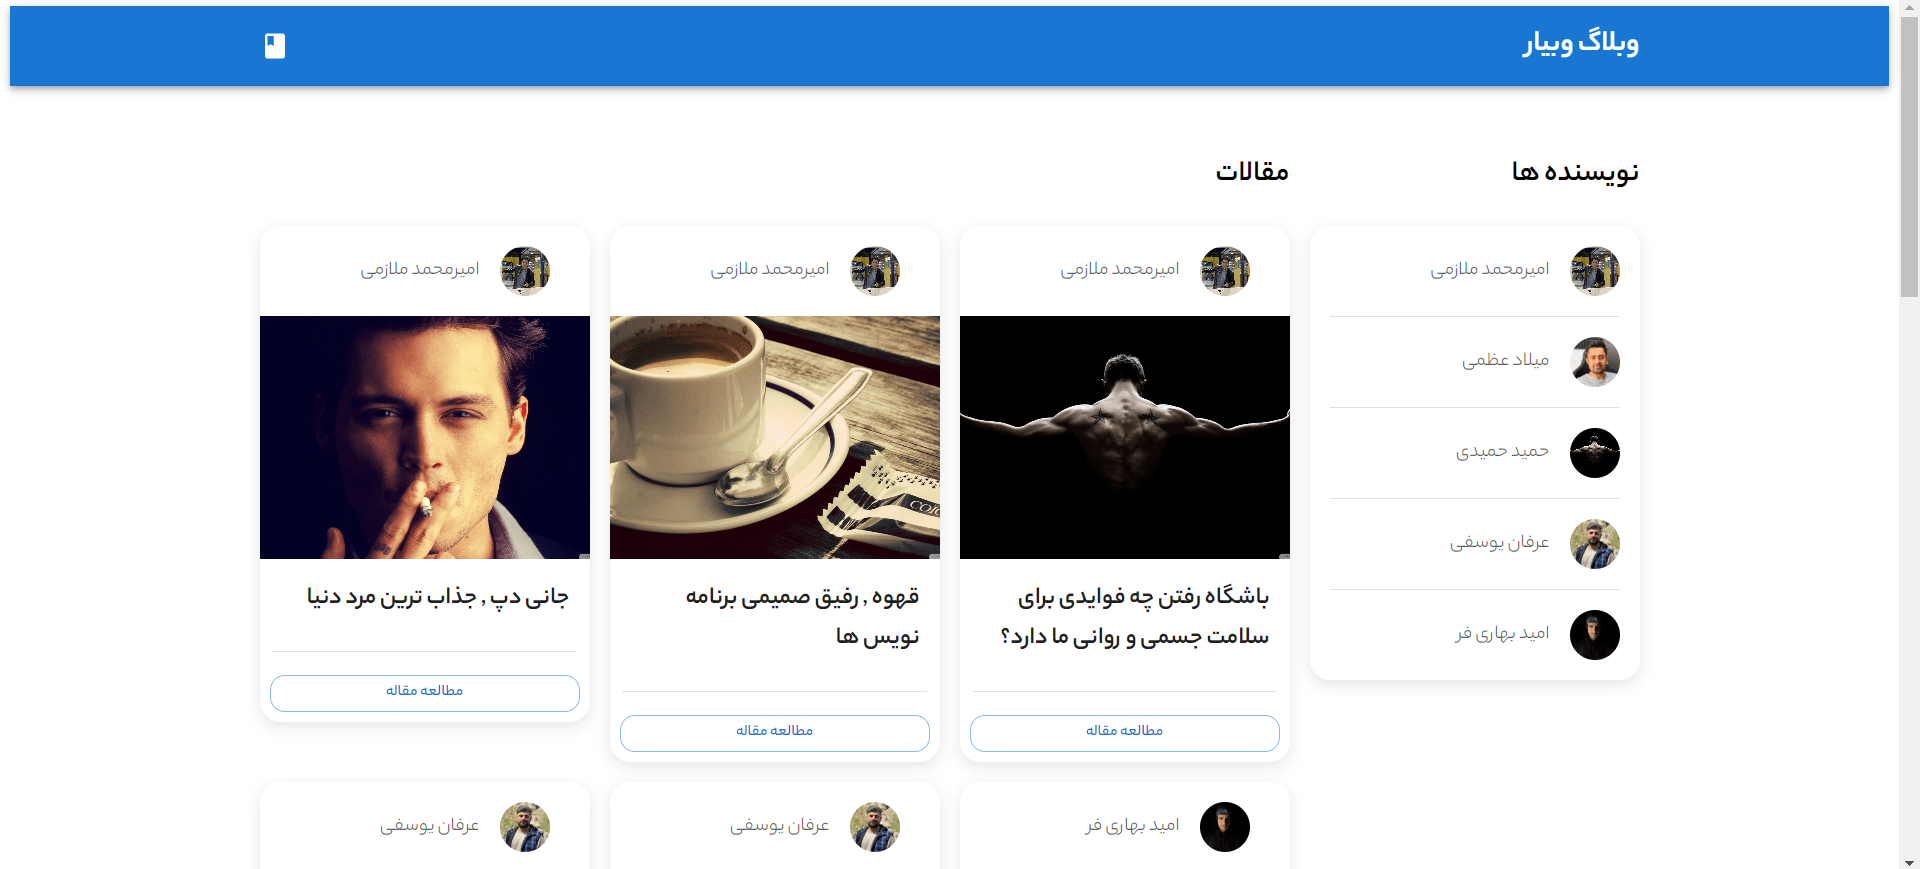 وبلاگ وبیار
نویسنده ها
امیرمحمد ملازمی
میلاد عظمی
حمید حمیدی
عرفان یوسفی
امید بهاری فر
مقالات
امیرمحمد ملازمی
باشگاه رفتن چه فوایدی برای
سلامت جسمی و روانی ما دارد؟
مطالعه مقاله
امیرمحمد ملازمی
قهوه , رفیق صمیمی برنامه
نویس ها
مطالعه مقاله
امیرمحمد ملازمی
جانی دپ , جذاب ترین مرد دنیا
مطالعه مقاله
امید بهاری فر
عرفان یوسفی
عرفان یوسفی